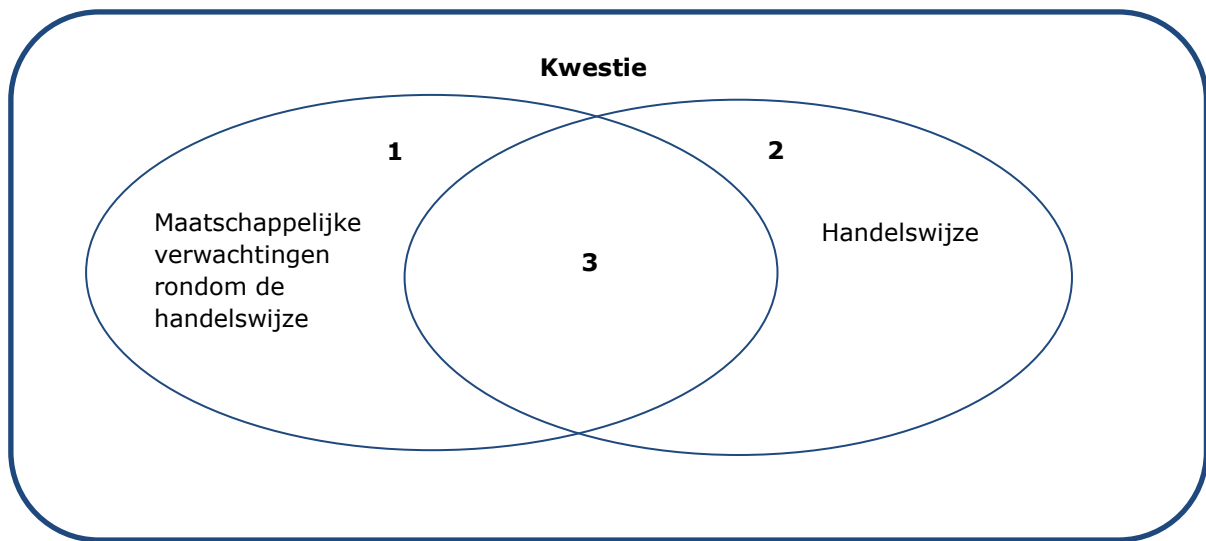 Kwestie
1
2
Maatschappelijke
verwachtingen
rondom de
handelswijze
Handelswijze
3